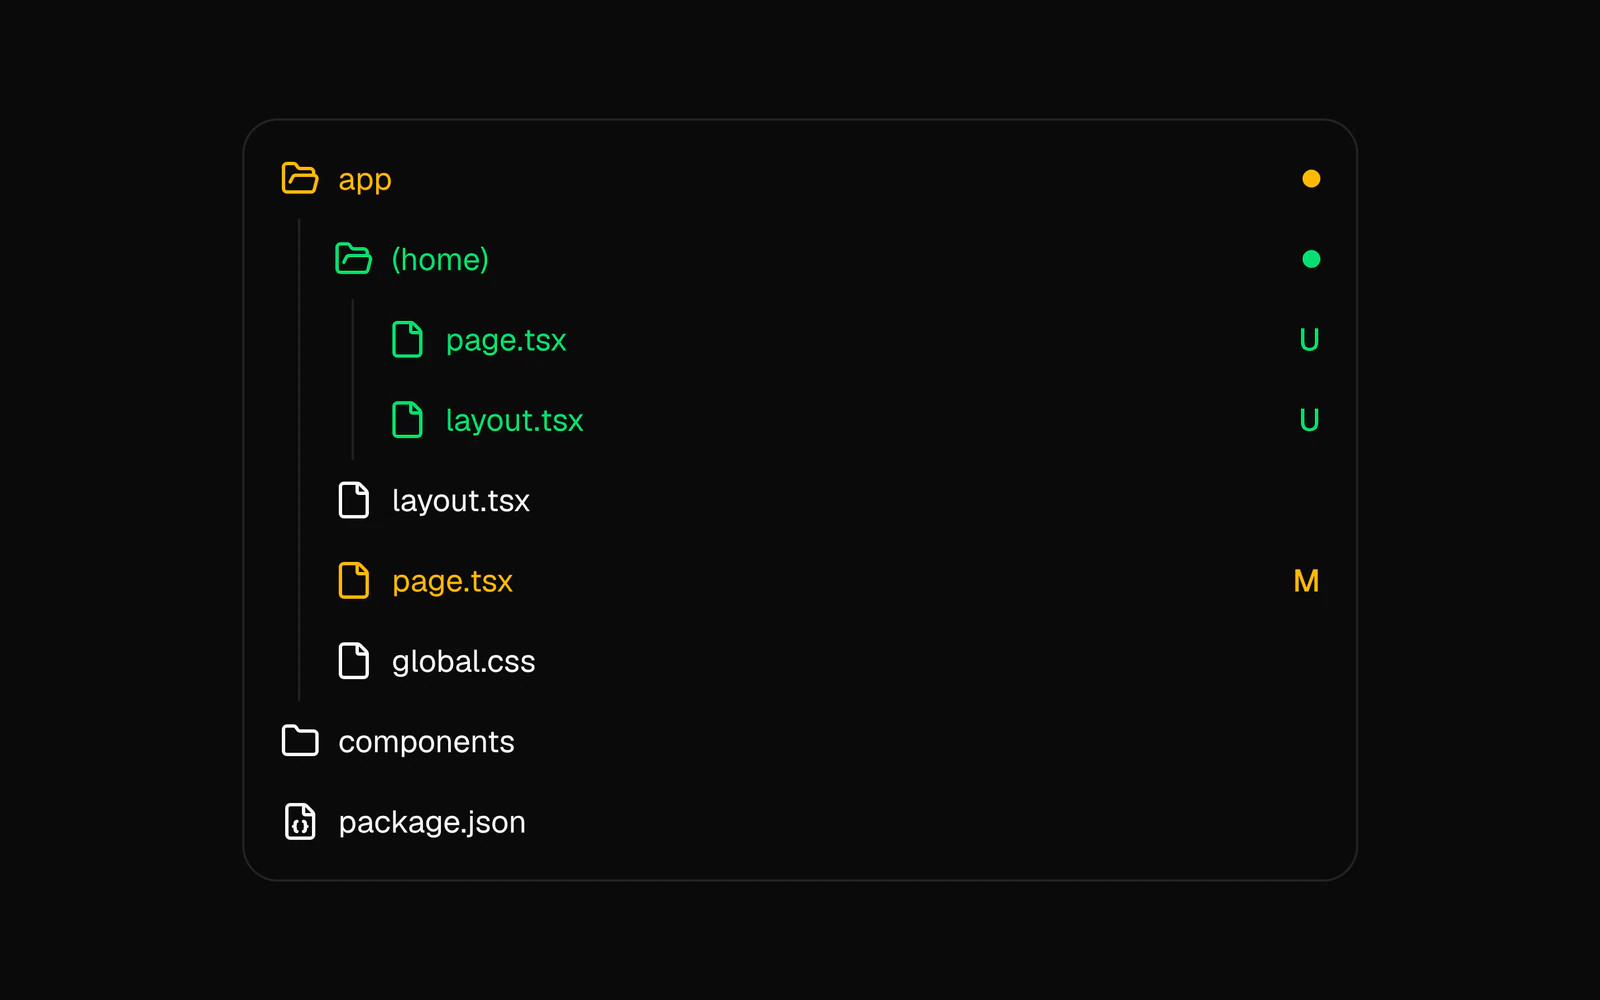 app
(home)
page.tsx U
layout.tsx U
layout.tsx
page.tsx M
global.css
components
package.json